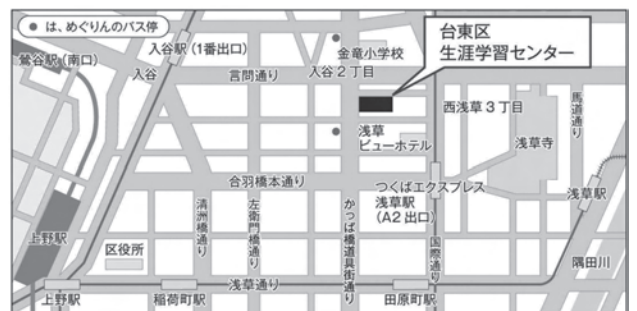 ● は、めぐりんのバス停
台東区
生涯学習センター
鶯谷駅(南口)
入谷駅(1番出口)
入谷
金竜小学校
言問通り
入谷2丁目
西浅草3丁目
馬道通り
浅草
ビューホテル
浅草寺
合羽橋本通り
つくばエクスプレス
浅草駅
(A2出口)
浅草駅
清洲橋通り
左衛門橋通り
かっぱ橋道具街通り
国際通り
上野駅
区役所
隅田川
浅草通り
上野駅
稲荷町駅
田原町駅